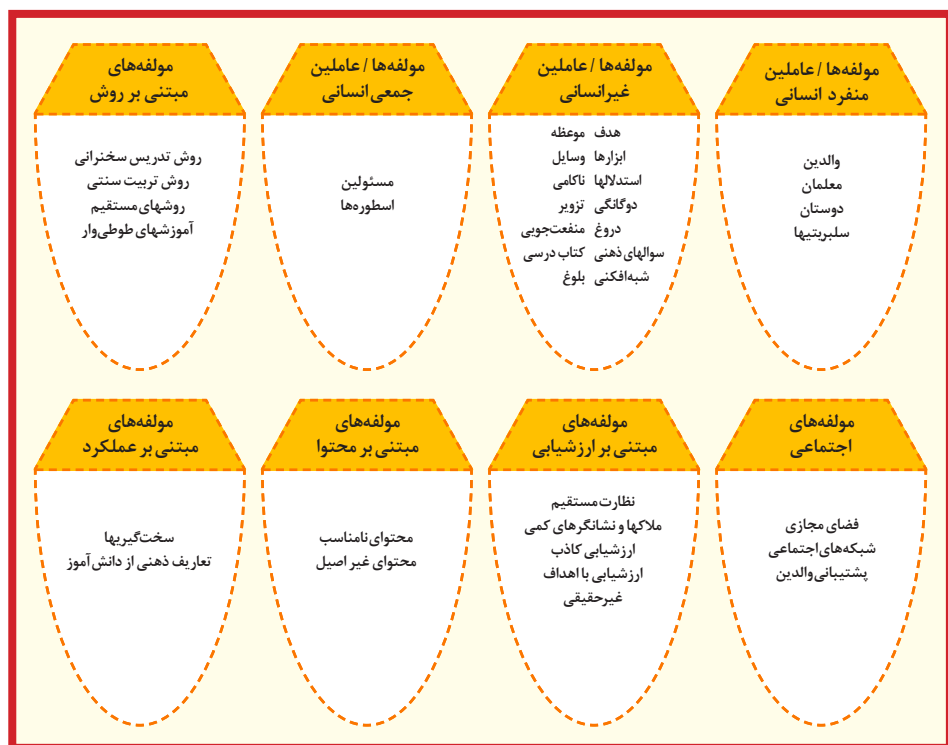 مولفه‌ها / عاملین
منفرد انسانی
والدین
معلمان
دوستان
سلبریتیها
مولفه‌ها / عاملین
غیرانسانی
هدف موعظه
ابزارها وسایل
استدلالها ناکامی
دوگانگی تزویر
دروغ منفعت‌جویی
سوالهای ذهنی کتاب درسی
شبه‌افکنی بلوغ
مولفه‌ها / عاملین
جمعی انسانی
مسئولین
اسطوره‌ها
مولفه‌های
مبتنی بر روش
روش تدریس سخنرانی
روش تربیت سنتی
روشهای مستقیم
آموزشهای طوطی‌وار
مولفه‌های
اجتماعی
فضای مجازی
شبکه‌های اجتماعی
پشتیبانی والدین
مولفه‌های
مبتنی بر ارزشیابی
نظارت مستقیم
ملاکها و نشانگرهای کمی
ارزشیابی کاذب
ارزشیابی با اهداف
غیرحقیقی
مولفه‌های
مبتنی بر محتوا
محتوای نامناسب
محتوای غیر اصیل
مولفه‌های
مبتنی بر عملکرد
سخت‌گیریها
تعاریف ذهنی از دانش‌آموز